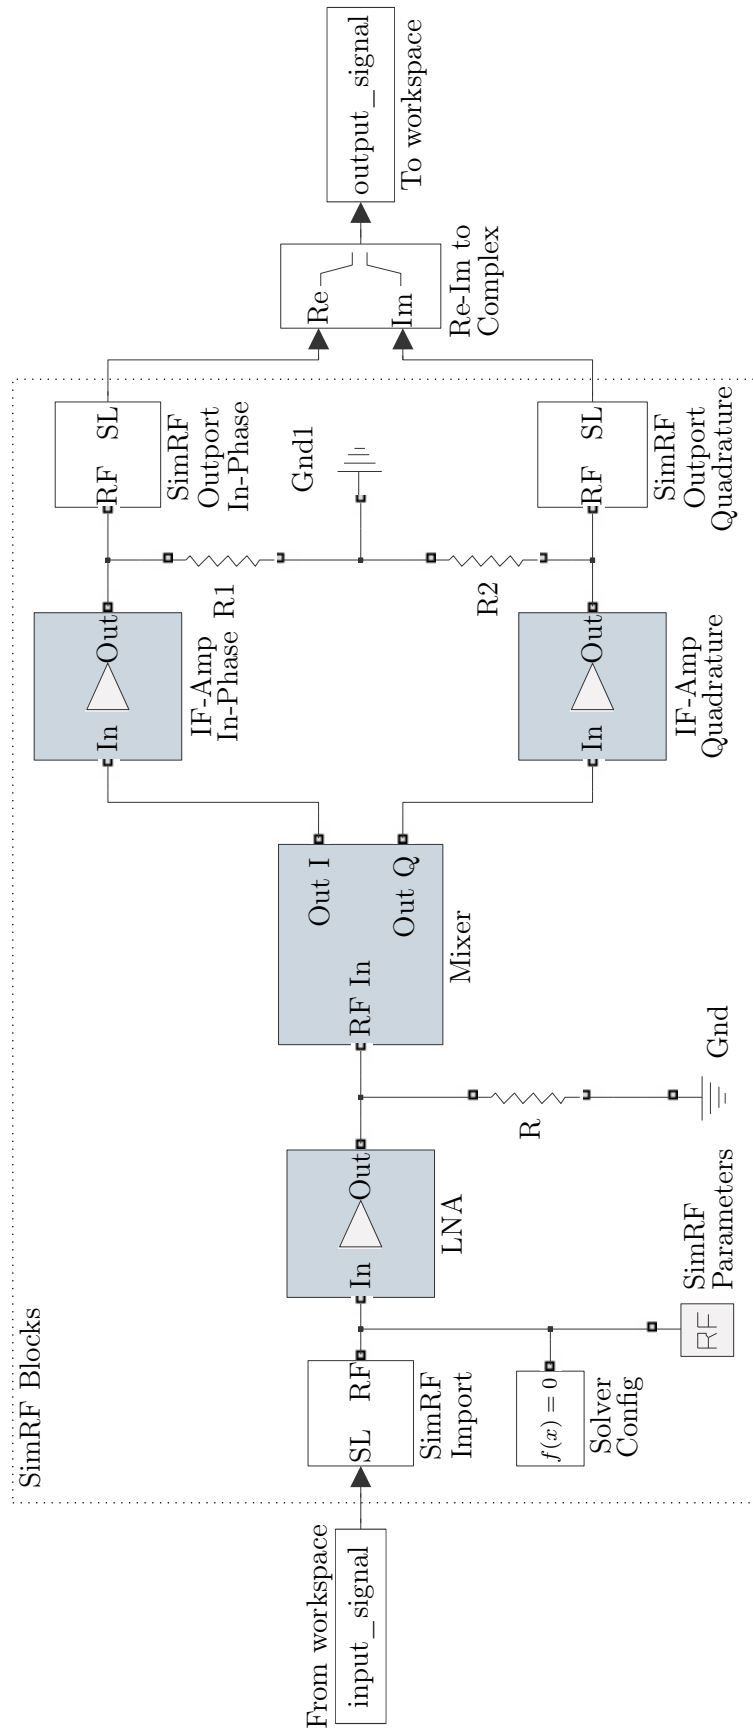 SimRF Blocks
From workspace
input_signal
SL RF
SimRF
Import
f(x) = 0
Solver
Config
RF
SimRF
Parameters
In Out
LNA
R
Gnd
RF In
Out I
Out Q
Mixer
In Out
IF-Amp
In-Phase
R1
RF SL
SimRF
Outport
In-Phase
Gnd1
R2
In Out
IF-Amp
Quadrature
RF SL
SimRF
Outport
Quadrature
Re
Im
Re-Im to
Complex
output_signal
To workspace